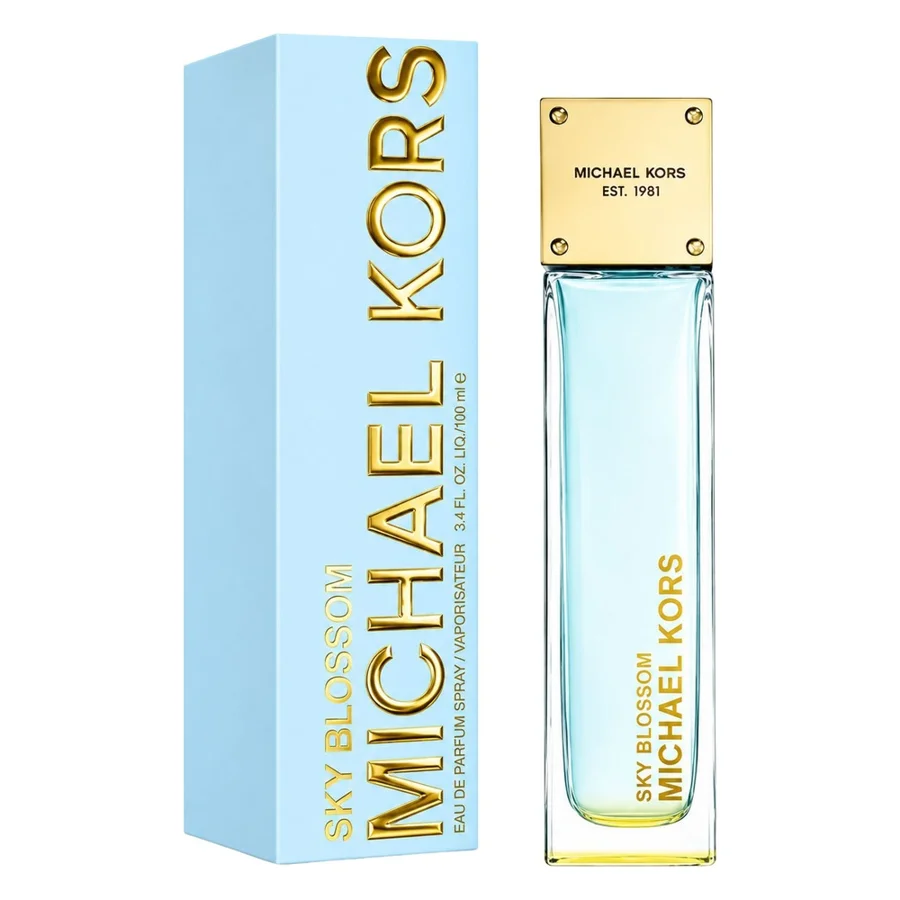 SKY BLOSSOM
MICHAEL KORS
EAU DE PARFUM SPRAY / VAPORISATEUR 3.4 FL. OZ. LIQ./100 ml ℮
MICHAEL KORS
EST. 1981
SKY BLOSSOM
MICHAEL KORS